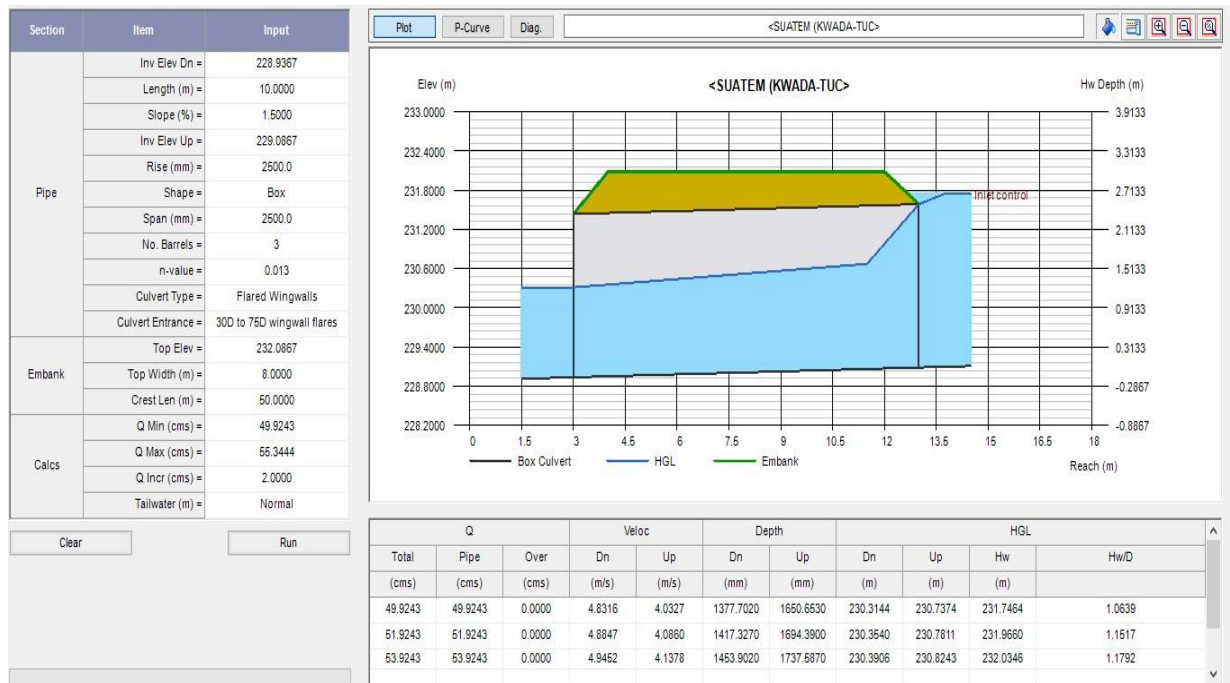 Section Item Input
Pipe
Inv Elev Dn = 228.9367
Length (m) = 10.0000
Slope (%) = 1.5000
Inv Elev Up = 229.0867
Rise (mm) = 2500.0
Shape = Box
Span (mm) = 2500.0
No. Barrels = 3
n-value = 0.013
Culvert Type = Flared Wingwalls
Culvert Entrance = 30D to 75D wingwall flares
Embank
Top Elev = 232.0867
Top Width (m) = 8.0000
Crest Len (m) = 50.0000
Calcs
Q Min (cms) = 49.9243
Q Max (cms) = 55.3444
Q Incr (cms) = 2.0000
Tailwater (m) = Normal
Clear Run
Plot P-Curve Diag. <SUATEM (KWADA-TUC>
Elev (m) <SUATEM (KWADA-TUC> Hw Depth (m)
233.0000 3.9133
232.4000 3.3133
231.8000 2.7133
Inlet control
231.2000 2.1133
230.6000 1.5133
230.0000 0.9133
229.4000 0.3133
228.8000 -0.2867
228.2000 -0.8867
0 1.5 3 4.5 6 7.5 9 10.5 12 13.5 15 16.5 18
Box Culvert HGL Embank Reach (m)
Q Veloc Depth HGL
Total Pipe Over Dn Up Dn Up Dn Up Hw Hw/D
(cms) (cms) (cms) (m/s) (m/s) (mm) (mm) (m) (m) (m)
49.9243 49.9243 0.0000 4.8316 4.0327 1377.7020 1650.6530 230.3144 230.7374 231.7464 1.0639
51.9243 51.9243 0.0000 4.8847 4.0860 1417.3270 1694.3900 230.3540 230.7811 231.9660 1.1517
53.9243 53.9243 0.0000 4.9452 4.1378 1453.9020 1737.5870 230.3906 230.8243 232.0346 1.1792